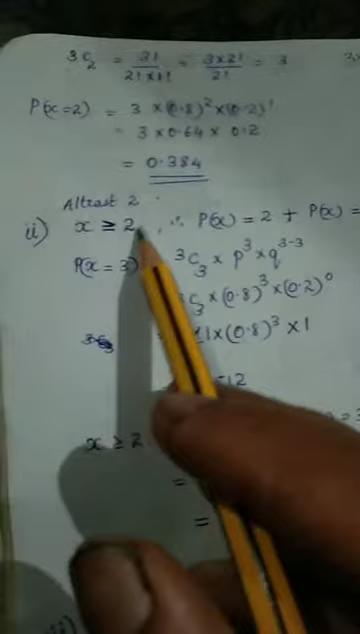 3C2 = 3! / 2! × 1! = 3 × 2! / 2! = 3
P(x=2) = 3 × (0.8)² × (0.2)¹
= 3 × 0.64 × 0.2
= 0.384
Atleast 2
ii) x ≥ 2, ∴ P(x) = 2 + P(x) =
P(x = 3) 3C3 × p³ × q³⁻³
3C3 × (0.8)³ × (0.2)⁰
1 × (0.8)³ × 1
12
x ≥ 2
=
=